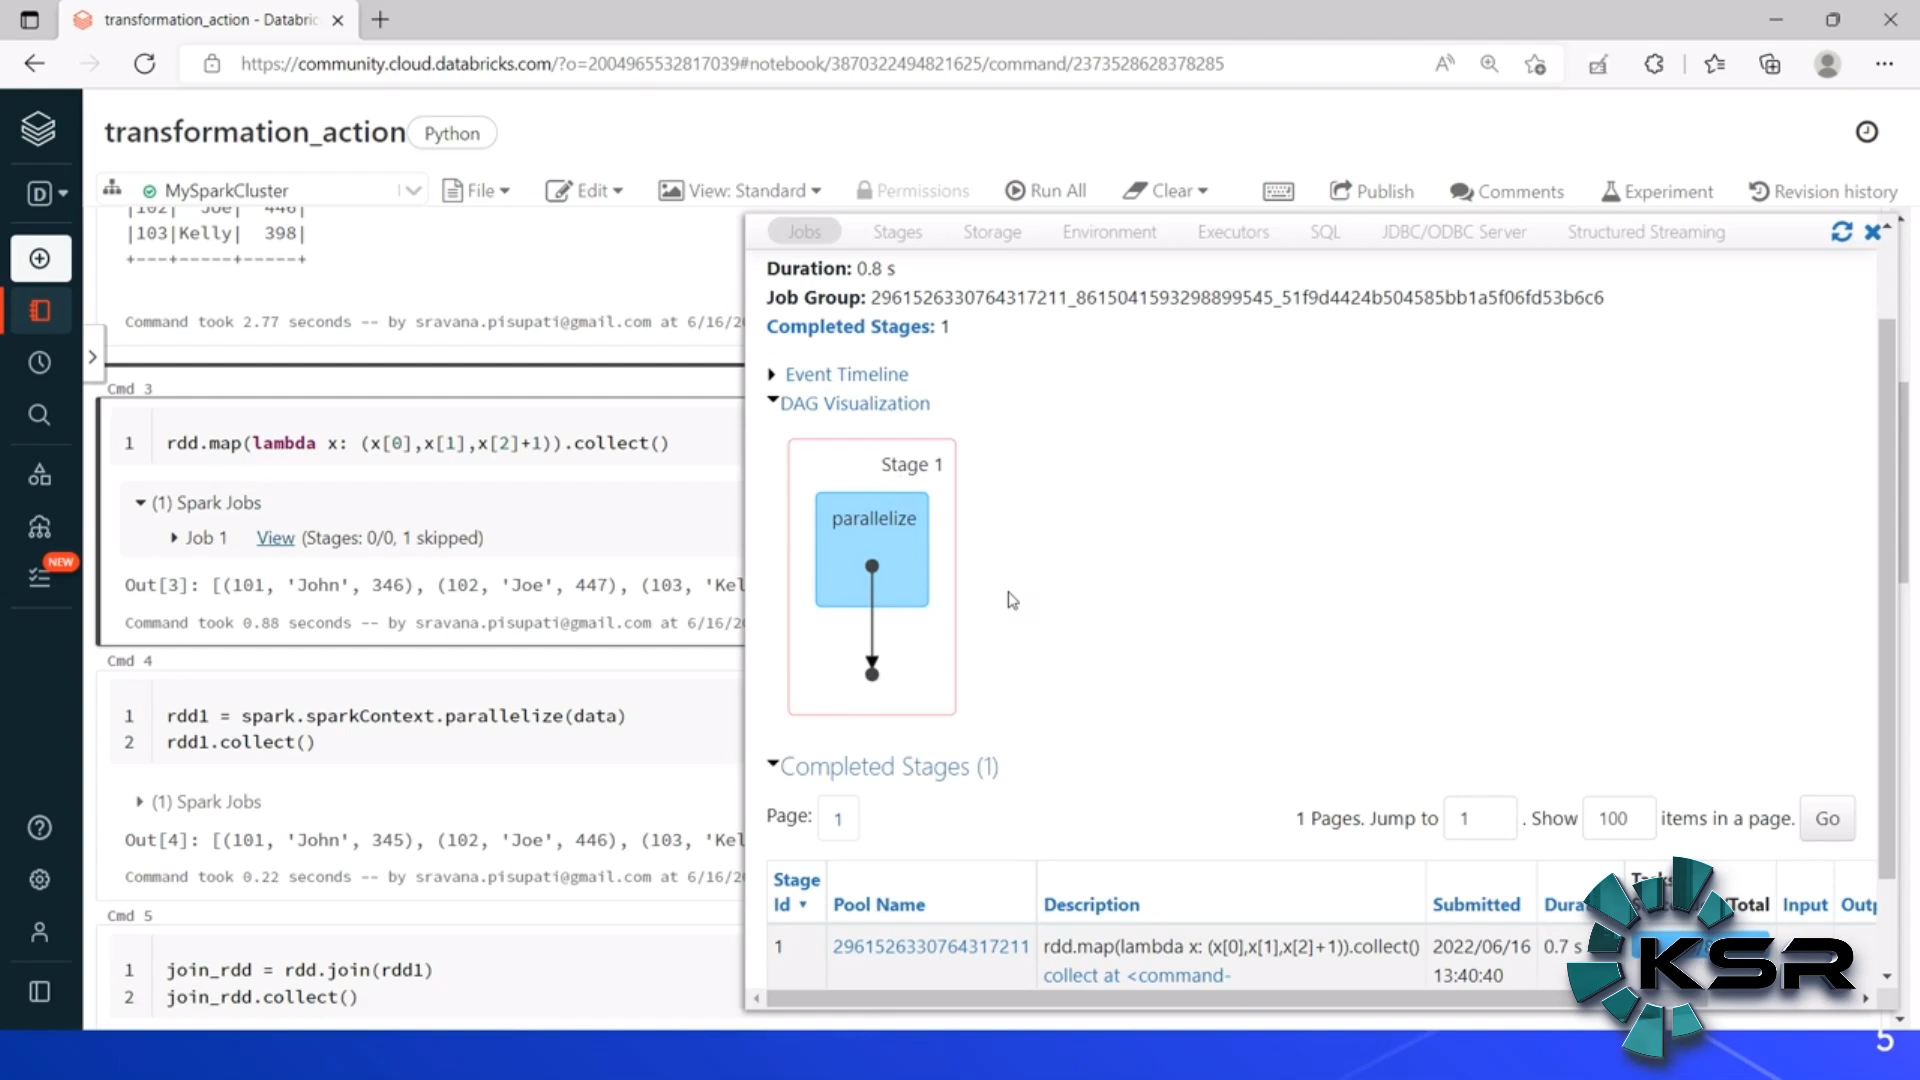 transformation_action - Databric
https://community.cloud.databricks.com/?o=2004965532817039#notebook/3870322494821625/command/2373528628378285
transformation_action Python
D
MySparkCluster File Edit View: Standard Permissions Run All Clear Publish Comments Experiment Revision history
|102| Joe| 446|
|103|Kelly| 398|
+---+-----+-----+
Command took 2.77 seconds -- by sravana.pisupati@gmail.com at 6/16/20
Cmd 3
1 rdd.map(lambda x: (x[0],x[1],x[2]+1)).collect()
(1) Spark Jobs
Job 1 View (Stages: 0/0, 1 skipped)
Out[3]: [(101, 'John', 346), (102, 'Joe', 447), (103, 'Kel
Command took 0.88 seconds -- by sravana.pisupati@gmail.com at 6/16/20
Cmd 4
1 rdd1 = spark.sparkContext.parallelize(data)
2 rdd1.collect()
(1) Spark Jobs
Out[4]: [(101, 'John', 345), (102, 'Joe', 446), (103, 'Kel
Command took 0.22 seconds -- by sravana.pisupati@gmail.com at 6/16/20
Cmd 5
1 join_rdd = rdd.join(rdd1)
2 join_rdd.collect()
NEW
Jobs Stages Storage Environment Executors SQL JDBC/ODBC Server Structured Streaming
Duration: 0.8 s
Job Group: 2961526330764317211_8615041593298899545_51f9d4424b504585bb1a5f06fd53b6c6
Completed Stages: 1
Event Timeline
DAG Visualization
Stage 1
parallelize
Completed Stages (1)
Page: 1
1 Pages. Jump to 1 . Show 100 items in a page. Go
Stage Id Pool Name Description Submitted Total Input Outp
1 2961526330764317211 rdd.map(lambda x: (x[0],x[1],x[2]+1)).collect() 2022/06/16 0.7 s
collect at <command- 13:40:40
KSR
5